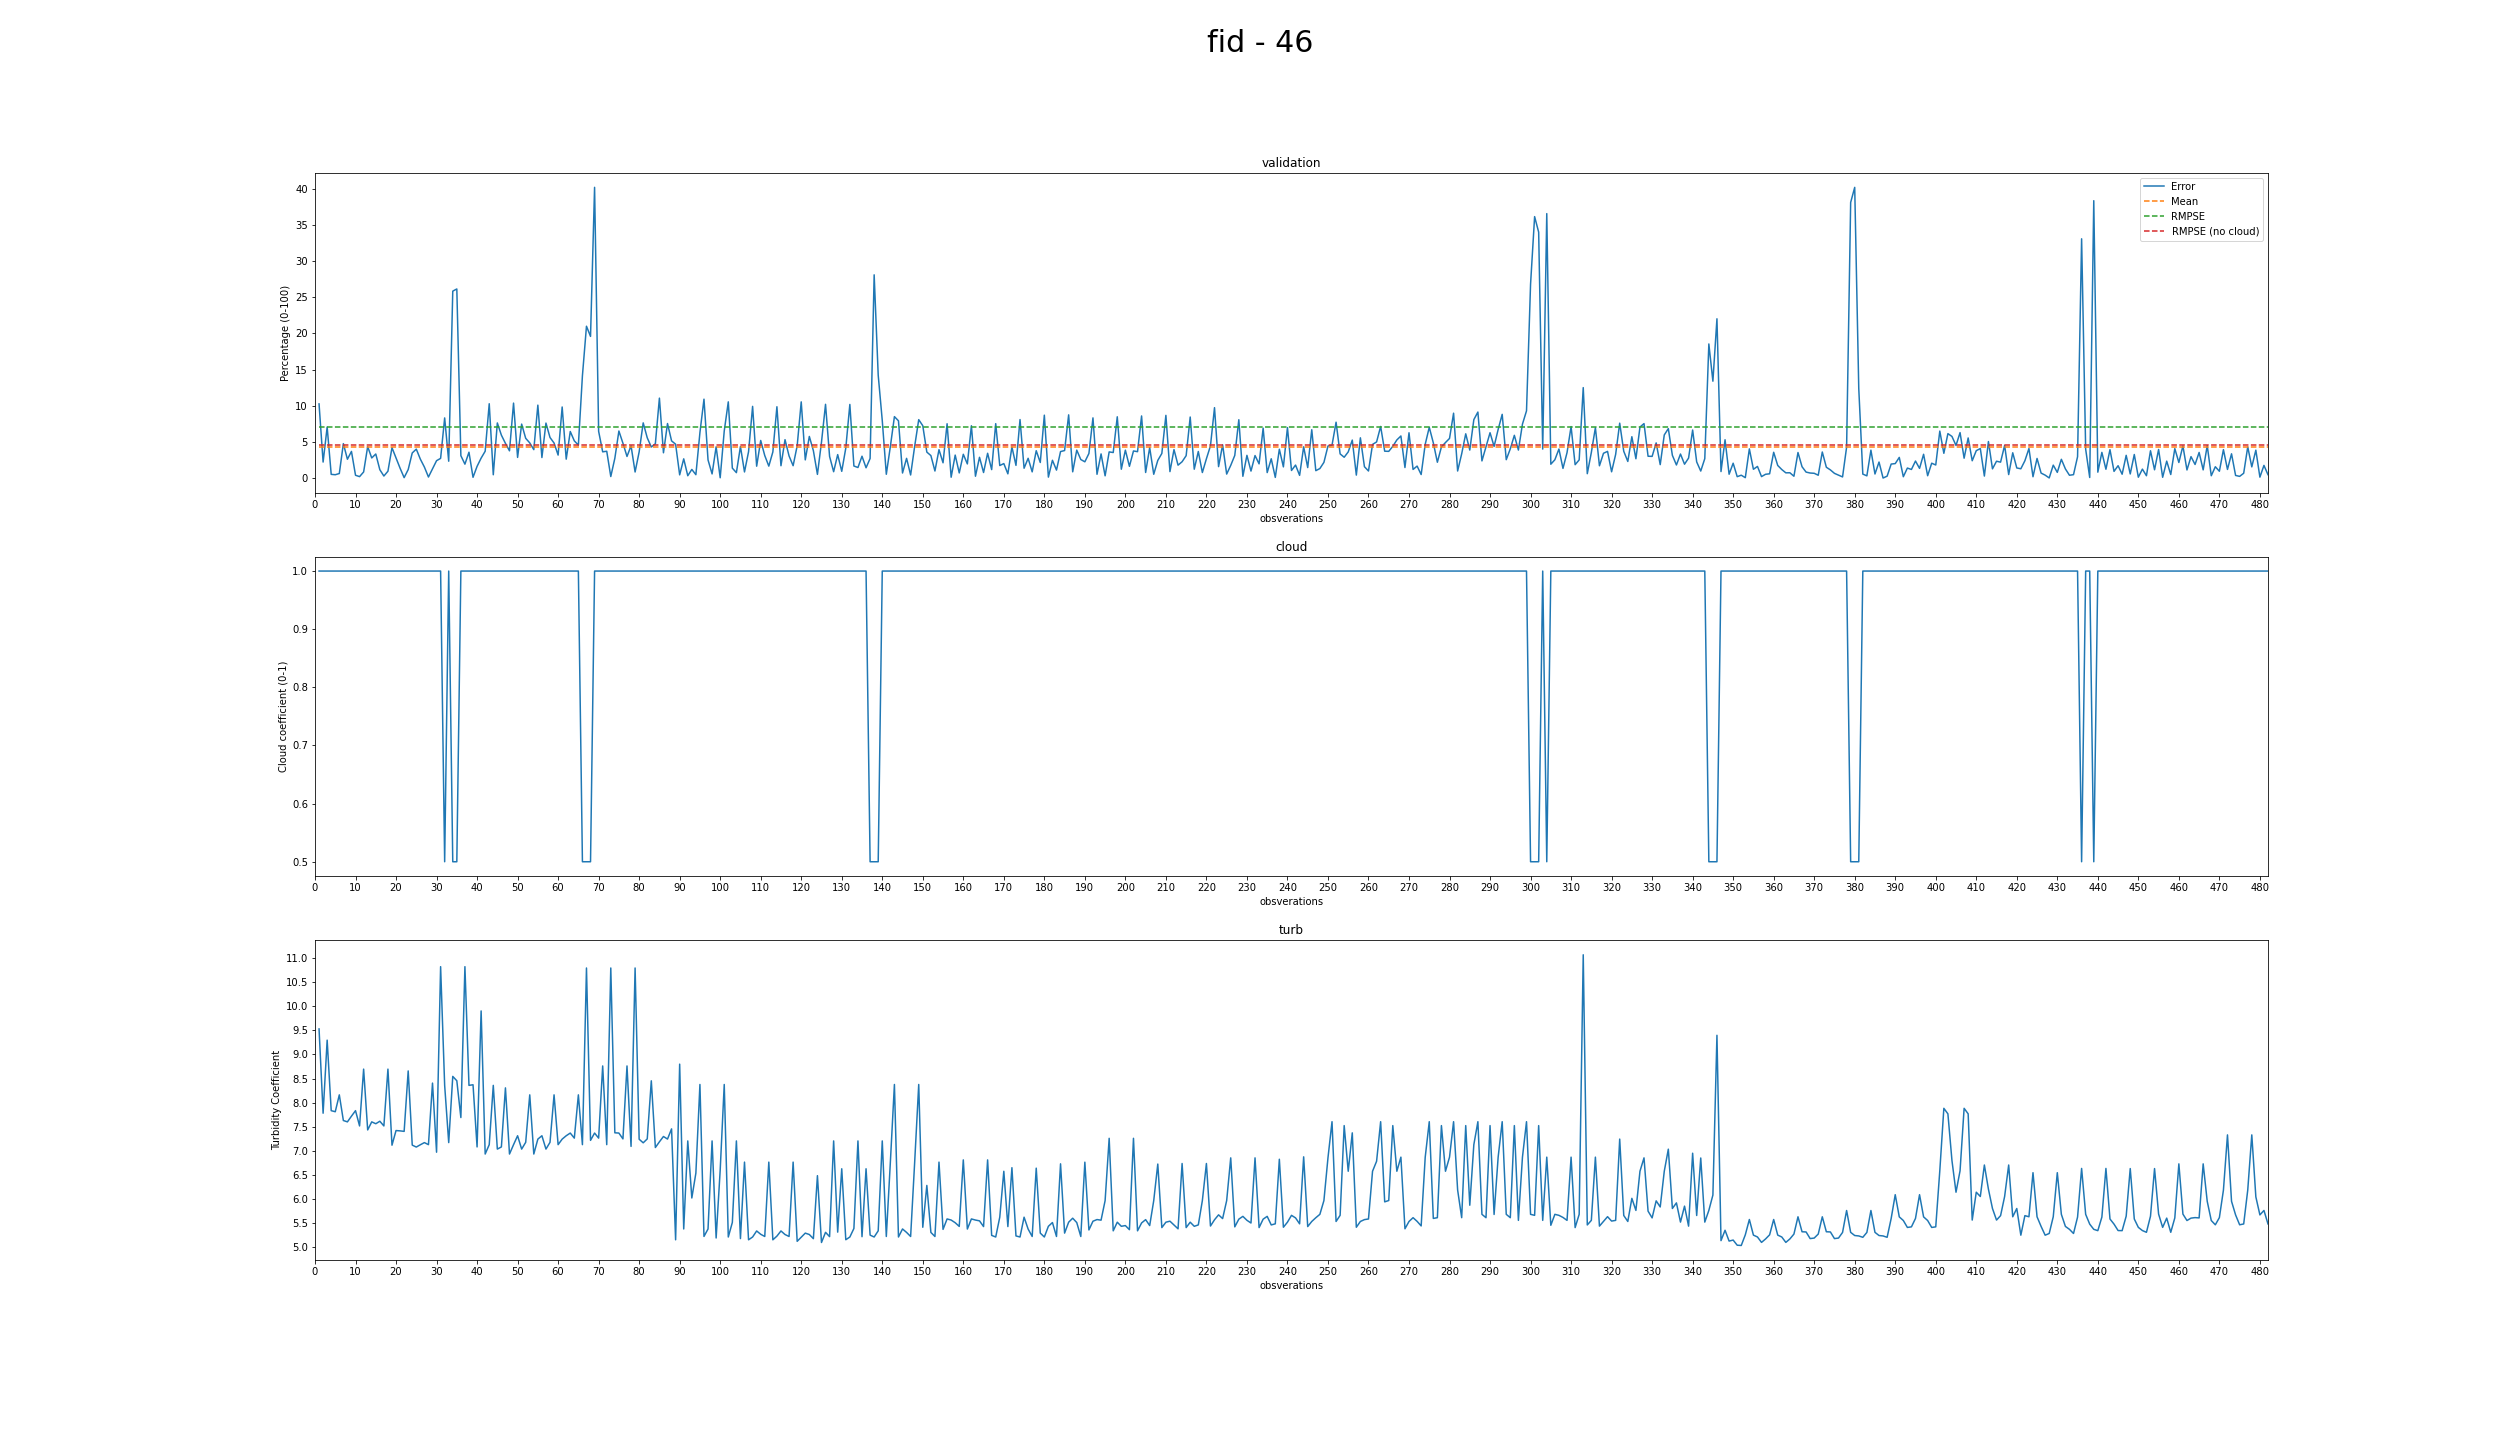 fid - 46
validation
Percentage (0-100)
40
35
30
25
20
15
10
5
0
Error
Mean
RMPSE
RMPSE (no cloud)
0 10 20 30 40 50 60 70 80 90 100 110 120 130 140 150 160 170 180 190 200 210 220 230 240 250 260 270 280 290 300 310 320 330 340 350 360 370 380 390 400 410 420 430 440 450 460 470 480
obsverations
cloud
Cloud coefficient (0-1)
1.0
0.9
0.8
0.7
0.6
0.5
0 10 20 30 40 50 60 70 80 90 100 110 120 130 140 150 160 170 180 190 200 210 220 230 240 250 260 270 280 290 300 310 320 330 340 350 360 370 380 390 400 410 420 430 440 450 460 470 480
obsverations
turb
Turbidity Coefficient
11.0
10.5
10.0
9.5
9.0
8.5
8.0
7.5
7.0
6.5
6.0
5.5
5.0
0 10 20 30 40 50 60 70 80 90 100 110 120 130 140 150 160 170 180 190 200 210 220 230 240 250 260 270 280 290 300 310 320 330 340 350 360 370 380 390 400 410 420 430 440 450 460 470 480
obsverations